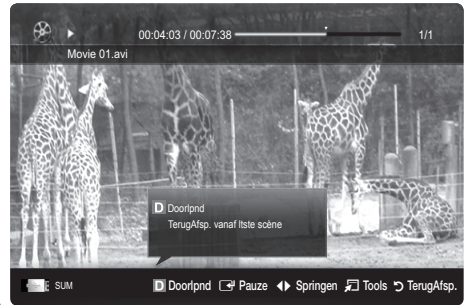 00:04:03 / 00:07:38 1/1
Movie 01.avi
D Doorlpnd
TerugAfsp. vanaf ltste scène
SUM D Doorlpnd Pauze Springen Tools TerugAfsp.